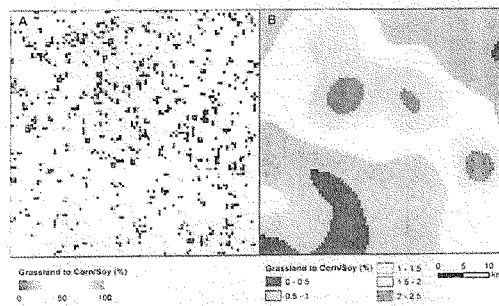 A
B
Grassland to Corn/Soy (%)
0 50 100
Grassland to Corn/Soy (%)
0 - 0.5
0.5 - 1
1 - 1.5
1.5 - 2
2 - 2.5
0 5 10
km